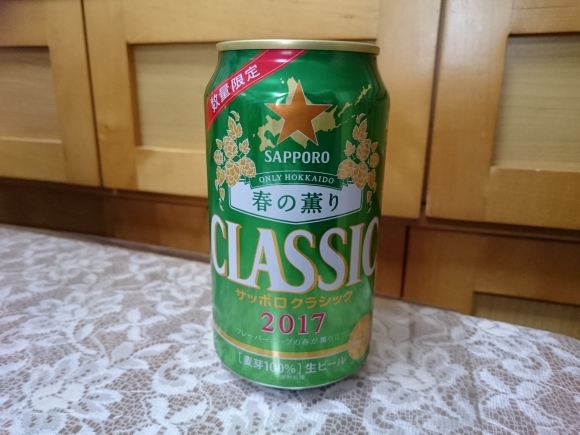 数量限定
SAPPORO
ONLY HOKKAIDO
春の薫り
CLASSIC
サッポロクラシック
2017
[麦芽100%]生ビール